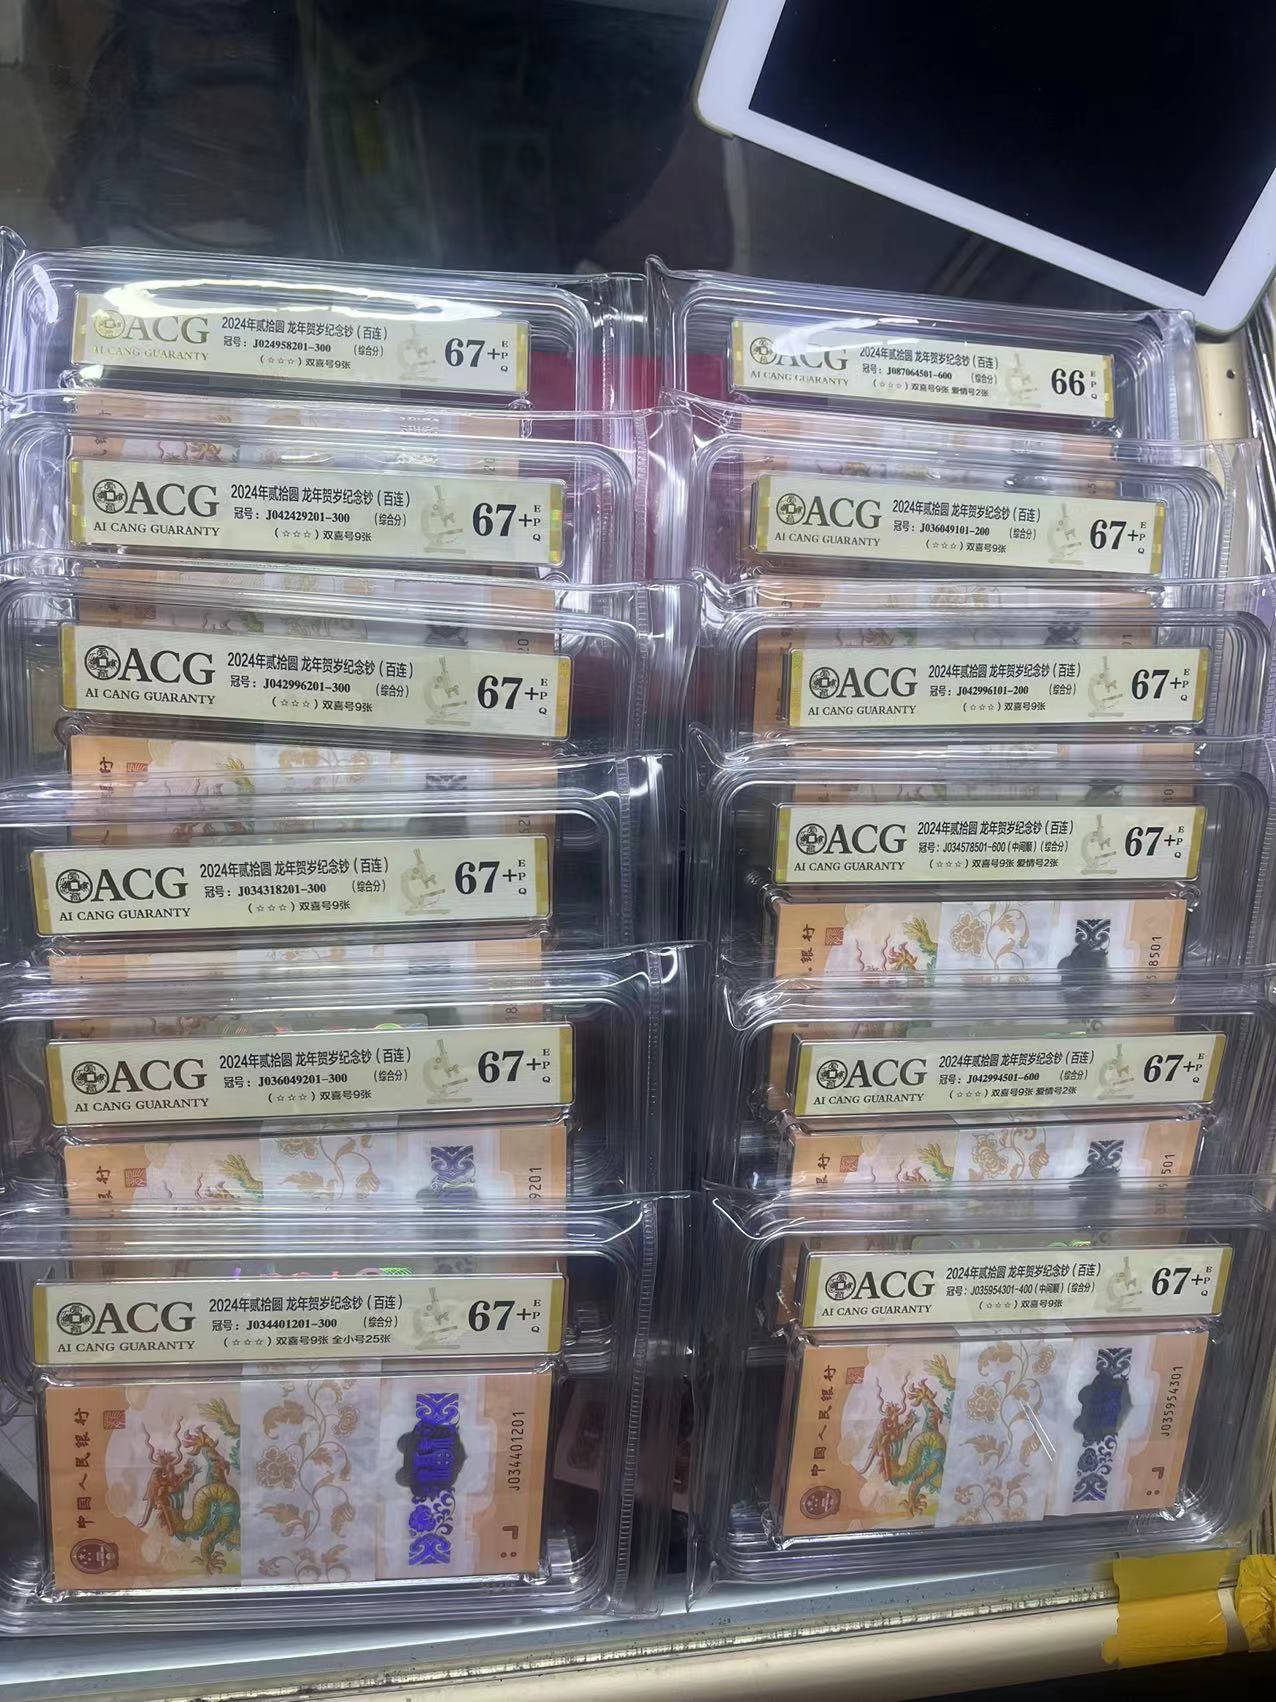 ACG
AI CANG GUARANTY
2024年贰拾圆 龙年贺岁纪念钞（百连）
冠号：J024958201-300 （综合分）
（☆☆☆）双喜号9张
67+
EPQ
ACG
AI CANG GUARANTY
2024年贰拾圆 龙年贺岁纪念钞（百连）
冠号：J087064501-600 （综合分）
（☆☆☆）双喜号9张 爱情号2张
66
EPQ
ACG
AI CANG GUARANTY
2024年贰拾圆 龙年贺岁纪念钞（百连）
冠号：J042429201-300 （综合分）
（☆☆☆）双喜号9张
67+
EPQ
ACG
AI CANG GUARANTY
2024年贰拾圆 龙年贺岁纪念钞（百连）
冠号：J036049101-200 （综合分）
（☆☆☆）双喜号9张
67+
EPQ
ACG
AI CANG GUARANTY
2024年贰拾圆 龙年贺岁纪念钞（百连）
冠号：J042996201-300 （综合分）
（☆☆☆）双喜号9张
67+
EPQ
ACG
AI CANG GUARANTY
2024年贰拾圆 龙年贺岁纪念钞（百连）
冠号：J042996101-200 （综合分）
（☆☆☆）双喜号9张
67+
EPQ
ACG
AI CANG GUARANTY
2024年贰拾圆 龙年贺岁纪念钞（百连）
冠号：J034318201-300 （综合分）
（☆☆☆）双喜号9张
67+
EPQ
ACG
AI CANG GUARANTY
2024年贰拾圆 龙年贺岁纪念钞（百连）
冠号：J034578501-600（中间顺）（综合分）
（☆☆☆）双喜号9张 爱情号2张
67+
EPQ
银行
8501
ACG
AI CANG GUARANTY
2024年贰拾圆 龙年贺岁纪念钞（百连）
冠号：J036049201-300 （综合分）
（☆☆☆）双喜号9张
67+
EPQ
9201
ACG
AI CANG GUARANTY
2024年贰拾圆 龙年贺岁纪念钞（百连）
冠号：J042994501-600 （综合分）
（☆☆☆）双喜号9张 爱情号2张
67+
EPQ
501
ACG
AI CANG GUARANTY
2024年贰拾圆 龙年贺岁纪念钞（百连）
冠号：J034401201-300 （综合分）
（☆☆☆）双喜号9张 全小号25张
67+
EPQ
中国人民银行
J034401201
ACG
AI CANG GUARANTY
2024年贰拾圆 龙年贺岁纪念钞（百连）
冠号：J035954301-400（中间顺）（综合分）
（☆☆☆）双喜号9张
67+
EPQ
中国人民银行
J035954301